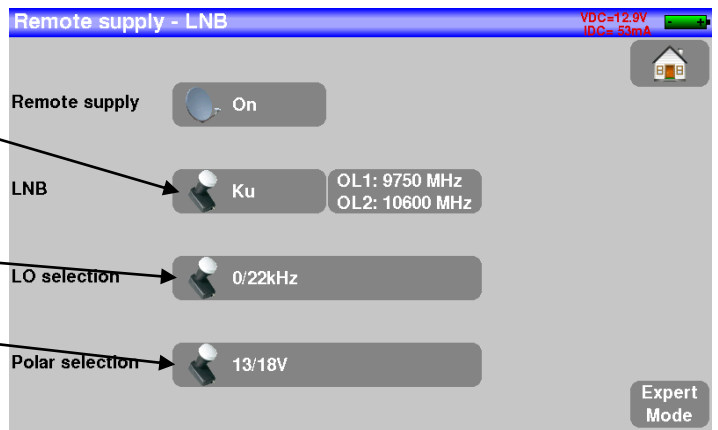 Remote supply - LNB
VDC=12.9V
IDC= 53mA
Remote supply
On
LNB
Ku
OL1: 9750 MHz
OL2: 10600 MHz
LO selection
0/22kHz
Polar selection
13/18V
Expert
Mode